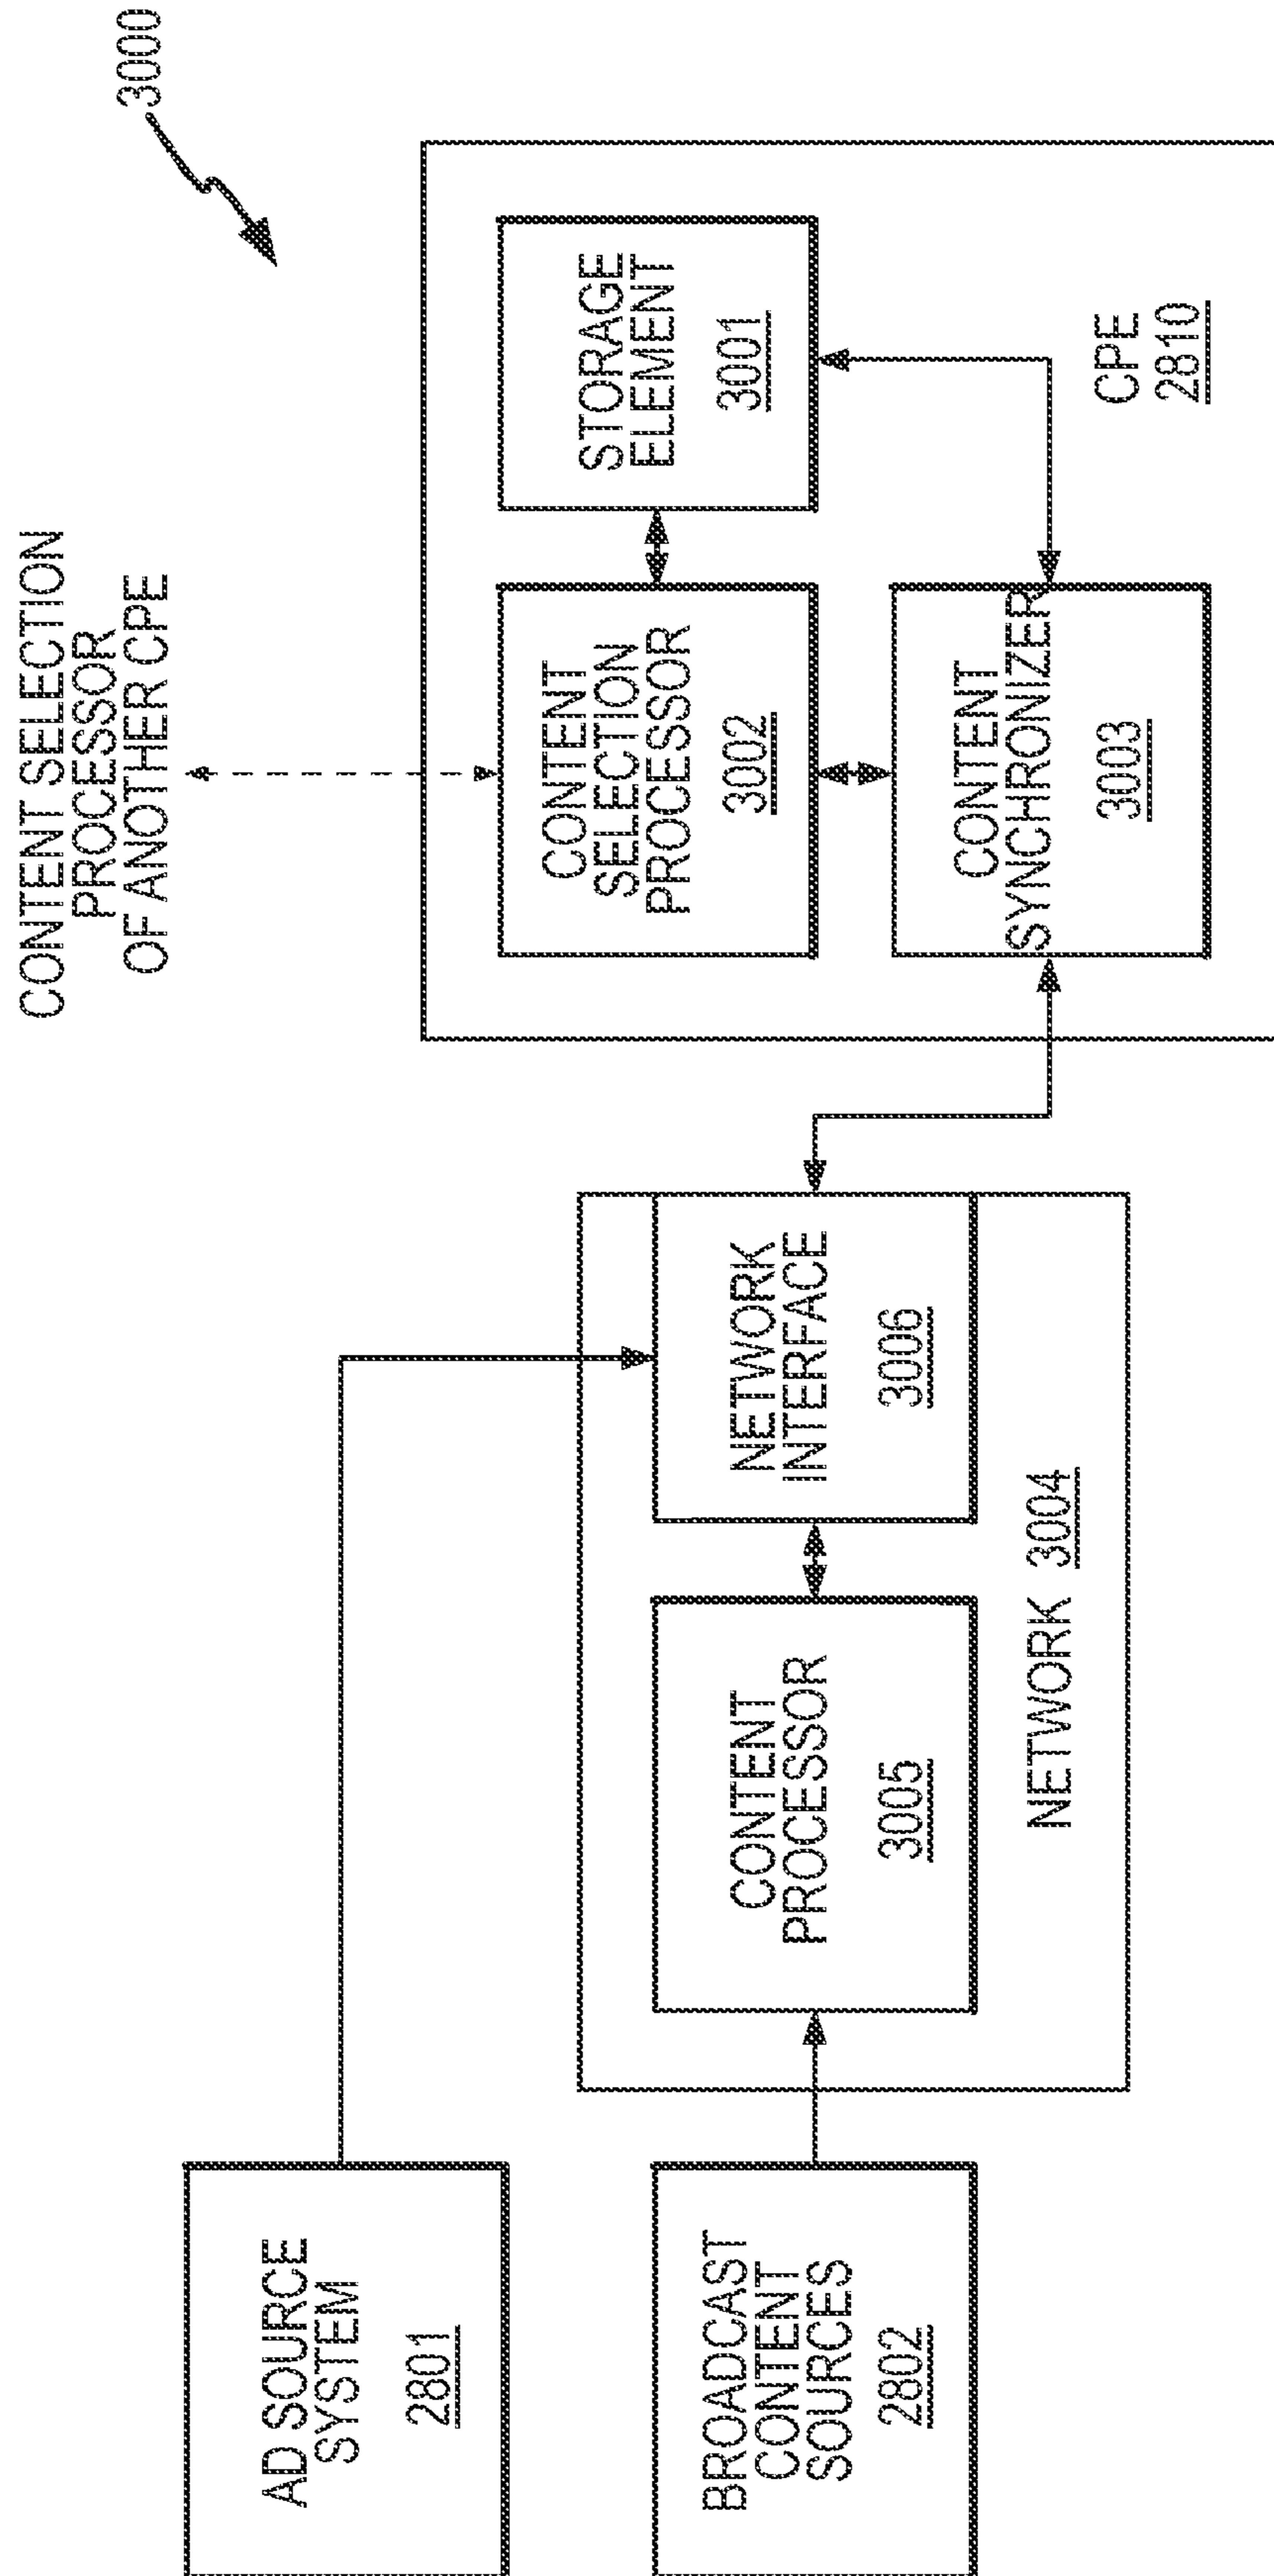 3000
CONTENT SELECTION
PROCESSOR
OF ANOTHER CPE
AD SOURCE
SYSTEM
2801
BROADCAST
CONTENT
SOURCES
2802
CONTENT
PROCESSOR
3005
NETWORK
INTERFACE
3006
NETWORK 3004
CONTENT
SELECTION
PROCESSOR
3002
STORAGE
ELEMENT
3001
CONTENT
SYNCHRONIZER
3003
CPE
2810